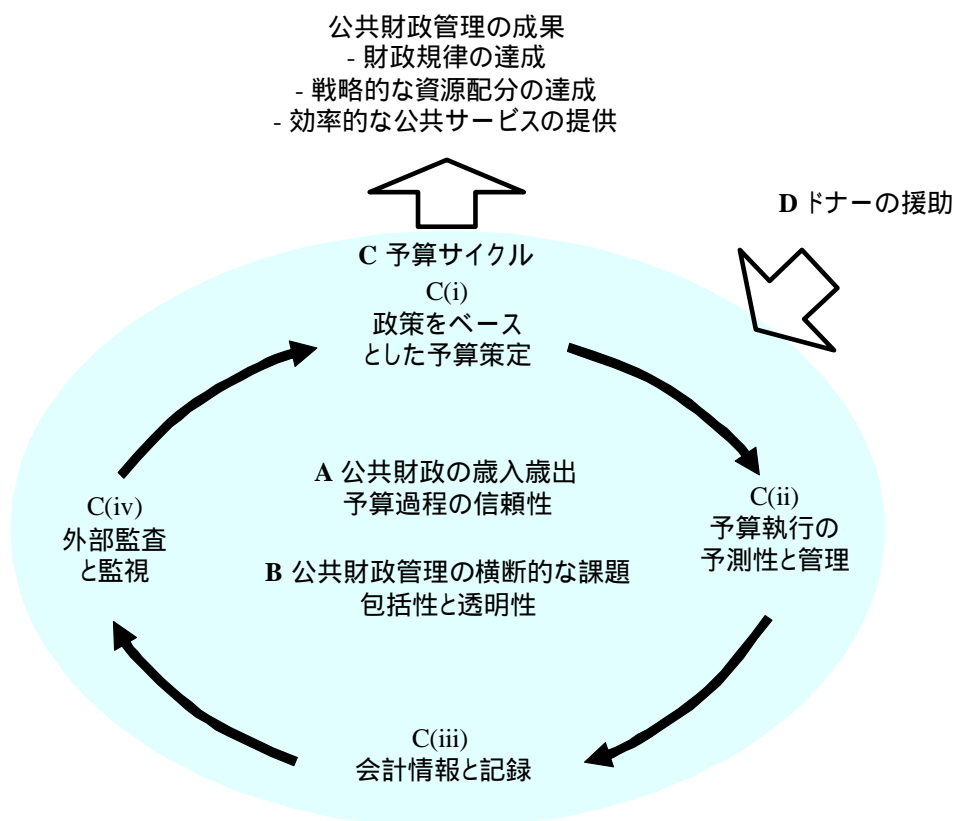 公共財政管理の成果
- 財政規律の達成
- 戦略的な資源配分の達成
- 効率的な公共サービスの提供
D ドナーの援助
C 予算サイクル
C(i)
政策をベース
とした予算策定
A 公共財政の歳入歳出
予算過程の信頼性
C(iv)
外部監査
と監視
C(ii)
予算執行の
予測性と管理
B 公共財政管理の横断的な課題
包括性と透明性
C(iii)
会計情報と記録